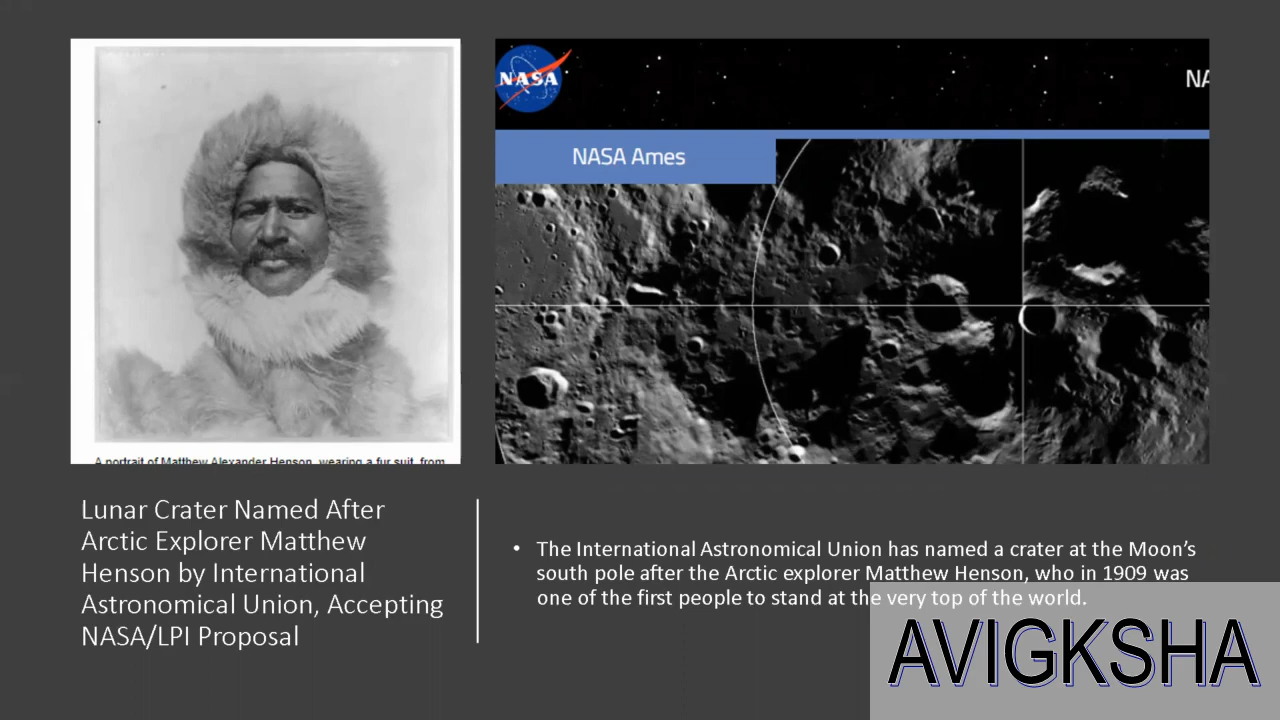 NASA
NA
NASA Ames
A portrait of Matthew Alexander Henson, wearing a fur suit, from
Lunar Crater Named After
Arctic Explorer Matthew
Henson by International
Astronomical Union, Accepting
NASA/LPI Proposal
• The International Astronomical Union has named a crater at the Moon’s
south pole after the Arctic explorer Matthew Henson, who in 1909 was
one of the first people to stand at the very top of the world.
AVIGKSHA